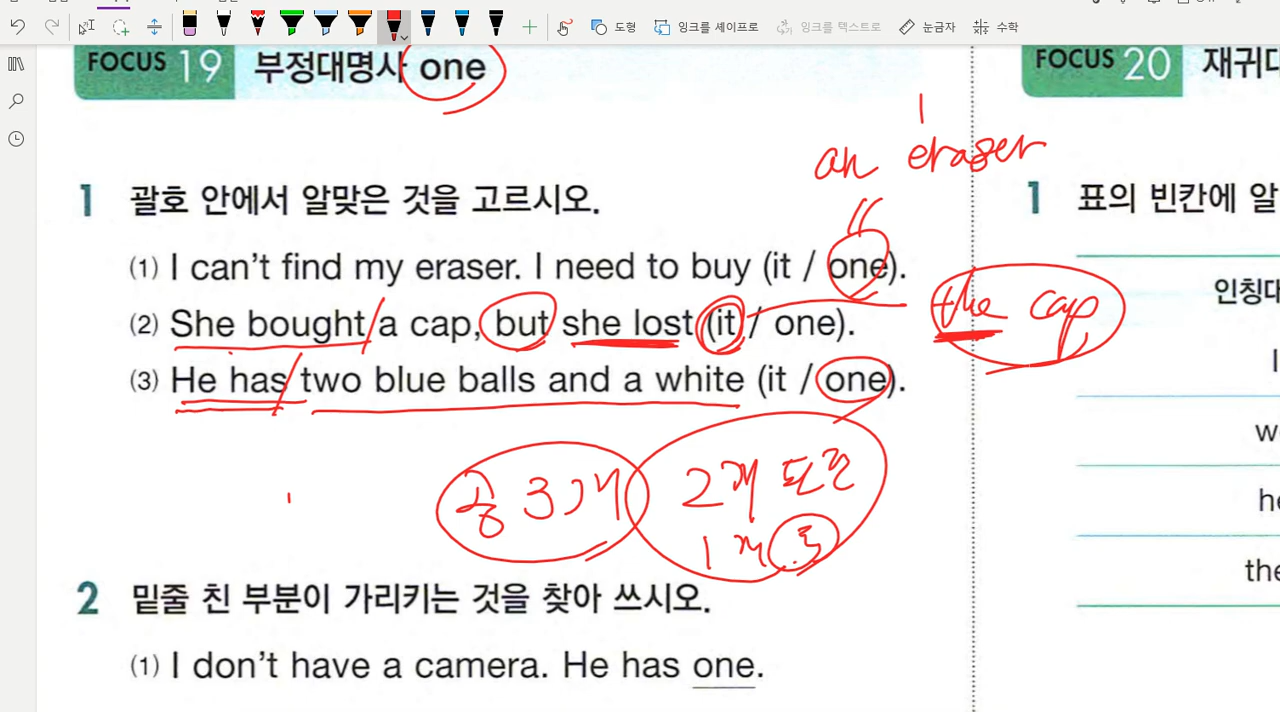 도형
잉크를 셰이프로
잉크를 텍스트로
눈금자
수학
FOCUS 19 부정대명사 one
an eraser
1 괄호 안에서 알맞은 것을 고르시오.
(1) I can't find my eraser. I need to buy (it / one).
(2) She bought a cap, but she lost (it / one).
the cap
(3) He has two blue balls and a white (it / one).
총 3개
2개 또는
1개
2 밑줄 친 부분이 가리키는 것을 찾아 쓰시오.
(1) I don't have a camera. He has one.
FOCUS 20 재귀대
1 표의 빈칸에 알
인칭대
I
we
he
the